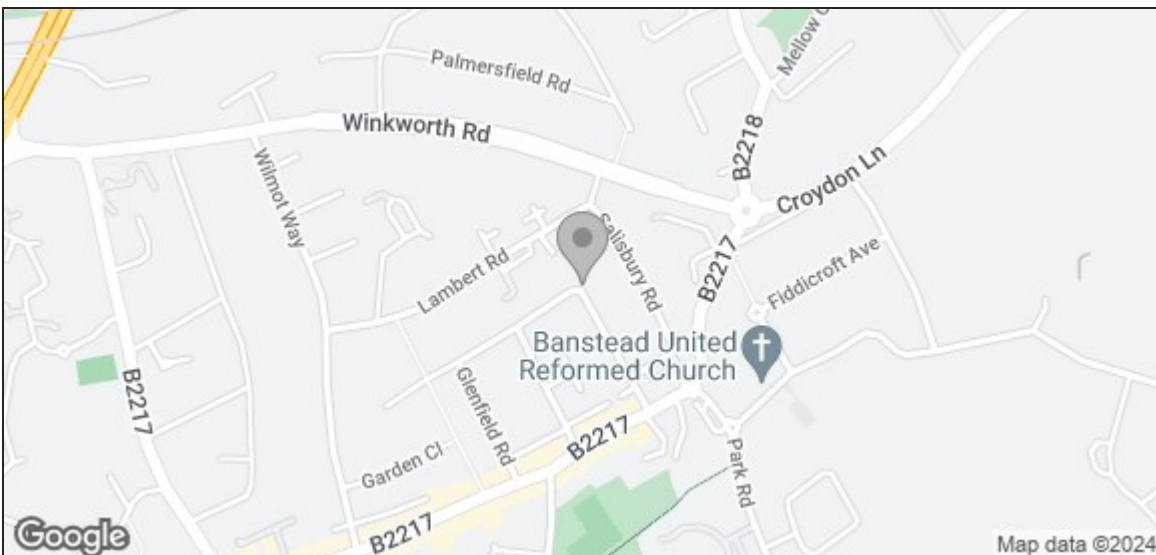 Palmersfield Rd
Mellow C
Winkworth Rd
B2218
Croydon Ln
Wilmot Way
Salisbury Rd
Lambert Rd
B2217
Fiddicroft Ave
Banstead United
Reformed Church
B2217
Glenfield Rd
B2217
Park Rd
Garden Cl
B2217
Google
Map data ©2024